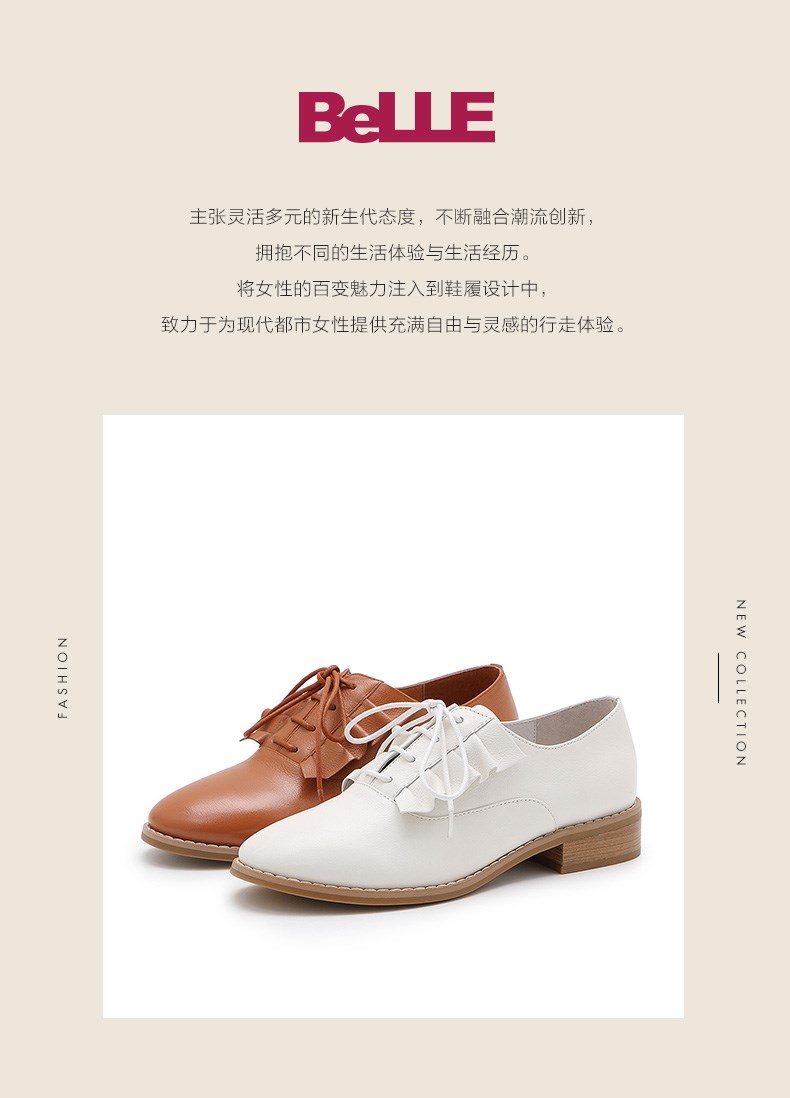 BeLLE
主张灵活多元的新生代态度，不断融合潮流创新，
拥抱不同的生活体验与生活经历。
将女性的百变魅力注入到鞋履设计中，
致力于为现代都市女性提供充满自由与灵感的行走体验。
FASHION
NEW COLLECTION